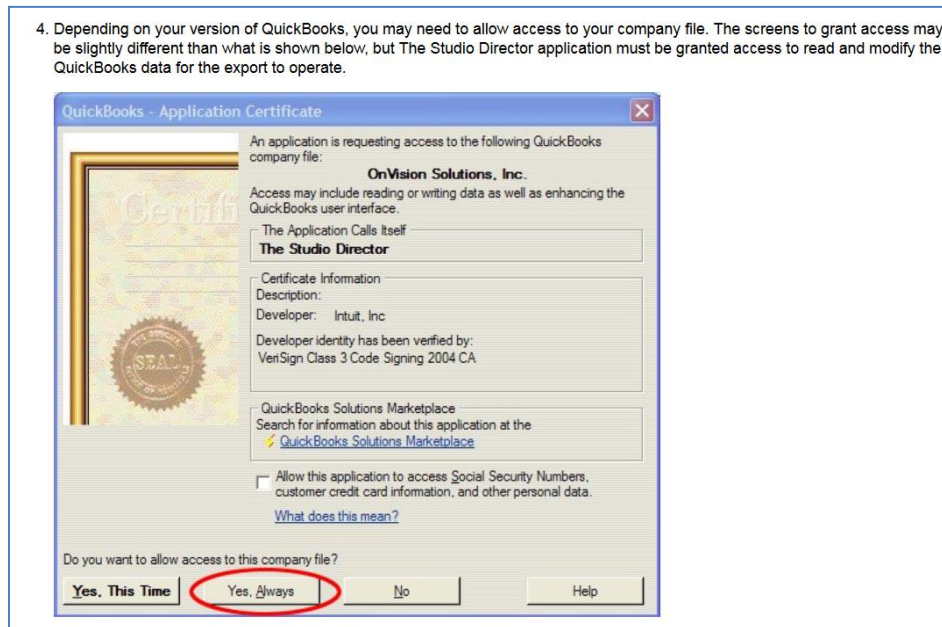 4. Depending on your version of QuickBooks, you may need to allow access to your company file. The screens to grant access may
be slightly different than what is shown below, but The Studio Director application must be granted access to read and modify the
QuickBooks data for the export to operate.
QuickBooks - Application Certificate
An application is requesting access to the following QuickBooks
company file:
OnVision Solutions, Inc.
Access may include reading or writing data as well as enhancing the
QuickBooks user interface.
The Application Calls Itself
The Studio Director
Certificate Information
Description:
Developer: Intuit, Inc
Developer identity has been verified by:
VeriSign Class 3 Code Signing 2004 CA
QuickBooks Solutions Marketplace
Search for information about this application at the
QuickBooks Solutions Marketplace
Allow this application to access Social Security Numbers,
customer credit card information, and other personal data.
What does this mean?
Do you want to allow access to this company file?
Yes, This Time Yes, Always No Help
Certifi
SEAL